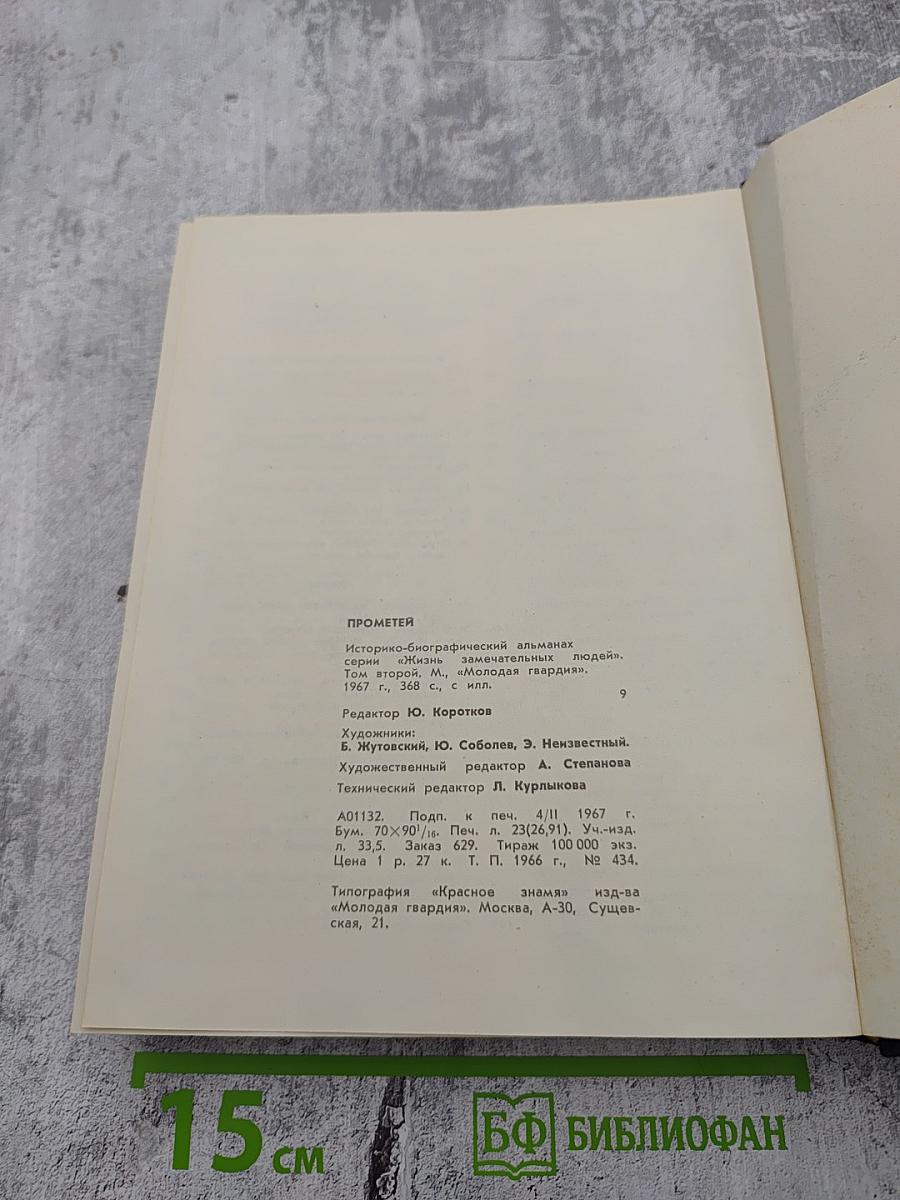 ПРОМЕТЕЙ
Историко-биографический альманах
серии «Жизнь замечательных людей».
Том второй. М., «Молодая гвардия».
1967 г., 368 с., с илл.
9
Редактор Ю. Коротков
Художники:
Б. Жутовский, Ю. Соболев, Э. Неизвестный.
Художественный редактор А. Степанова
Технический редактор Л. Курлыкова
А01132. Подп. к печ. 4/II 1967 г.
Бум. 70×90¹/₁₆. Печ. л. 23(26,91). Уч.-изд.
л. 33,5. Заказ 629. Тираж 100 000 экз.
Цена 1 р. 27 к. Т. П. 1966 г., № 434.
Типография «Красное знамя» изд-ва
«Молодая гвардия». Москва, А-30, Сущев-
ская, 21.
15 см
БФ БИБЛИОФАН